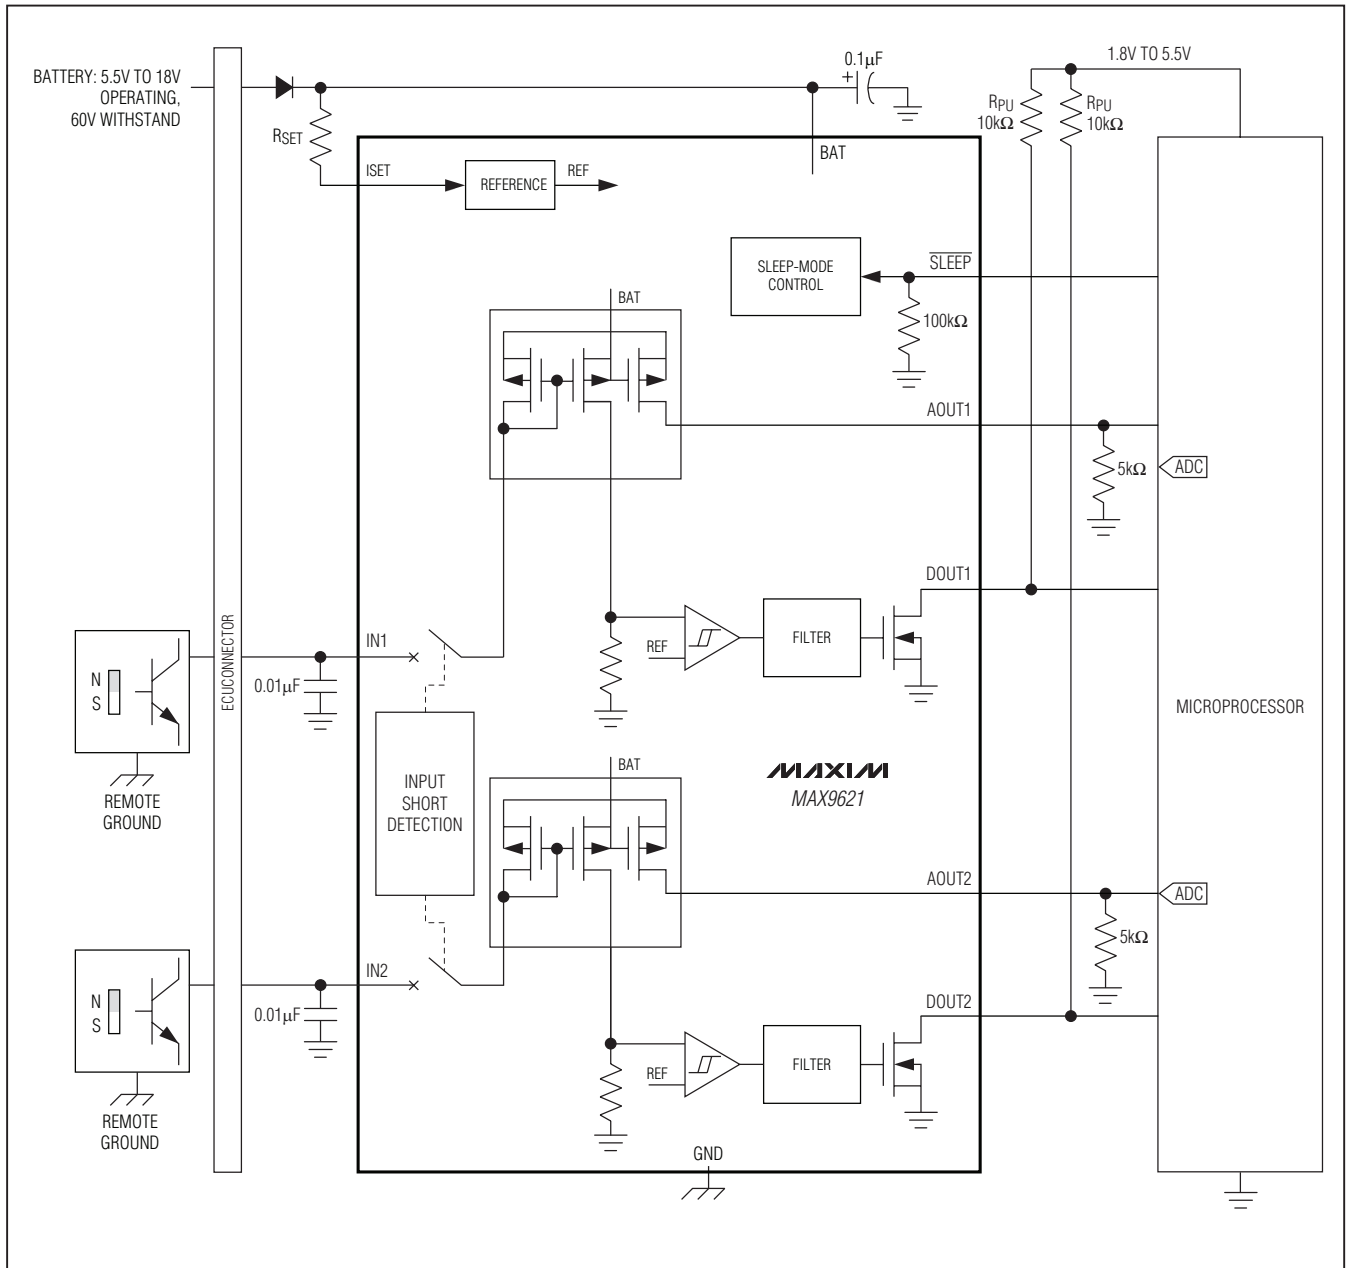 BATTERY: 5.5V TO 18V
OPERATING,
60V WITHSTAND
RSET
0.1µF
+
1.8V TO 5.5V
RPU
10kΩ
RPU
10kΩ
BAT
ISET
REFERENCE
REF
SLEEP-MODE
CONTROL
SLEEP
100kΩ
BAT
AOUT1
5kΩ
ADC
DOUT1
ECUCONNECTOR
IN1
REF
FILTER
N
S
0.01µF
REMOTE
GROUND
INPUT
SHORT
DETECTION
BAT
MAXIM
MAX9621
MICROPROCESSOR
AOUT2
ADC
5kΩ
IN2
N
S
0.01µF
DOUT2
REF
FILTER
REMOTE
GROUND
GND